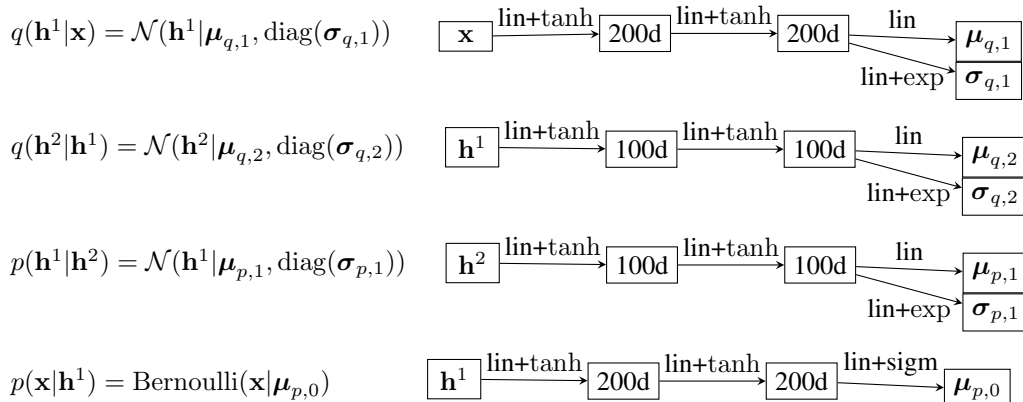 q(h¹|x) = 𝒩(h¹|μ_{q,1}, diag(σ_{q,1})) x lin+tanh 200d lin+tanh 200d lin μ_{q,1}
lin+exp σ_{q,1}
q(h²|h¹) = 𝒩(h²|μ_{q,2}, diag(σ_{q,2})) h¹ lin+tanh 100d lin+tanh 100d lin μ_{q,2}
lin+exp σ_{q,2}
p(h¹|h²) = 𝒩(h¹|μ_{p,1}, diag(σ_{p,1})) h² lin+tanh 100d lin+tanh 100d lin μ_{p,1}
lin+exp σ_{p,1}
p(x|h¹) = Bernoulli(x|μ_{p,0}) h¹ lin+tanh 200d lin+tanh 200d lin+sigm μ_{p,0}